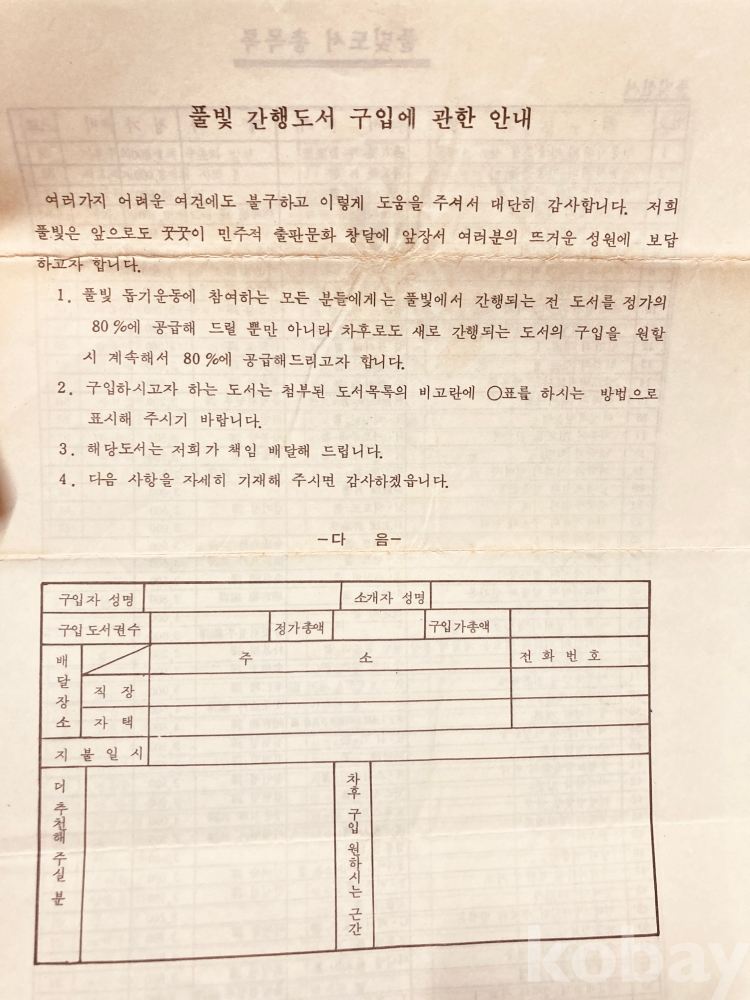 풀빛 간행도서 구입에 관한 안내
여러가지 어려운 여건에도 불구하고 이렇게 도움을 주셔서 대단히 감사합니다. 저희
풀빛은 앞으로도 꿋꿋이 민주적 출판문화 창달에 앞장서 여러분의 뜨거운 성원에 보답
하고자 합니다.
1. 풀빛 돕기운동에 참여하는 모든 분들에게는 풀빛에서 간행되는 전 도서를 정가의
80%에 공급해 드릴 뿐만 아니라 차후로도 새로 간행되는 도서의 구입을 원할
시 계속해서 80%에 공급해드리고자 합니다.
2. 구입하시고자 하는 도서는 첨부된 도서목록의 비고란에 ○표를 하시는 방법으로
표시해 주시기 바랍니다.
3. 해당도서는 저희가 책임 배달해 드립니다.
4. 다음 사항을 자세히 기재해 주시면 감사하겠읍니다.
-다 음-
구입자 성명 소개자 성명
구입도서권수 정가총액 구입가총액
배달장소 주 소 전화번호
직 장
자 택
지불일시
더 추천해 주실 분 차후 구입 원하시는 근간
kobay